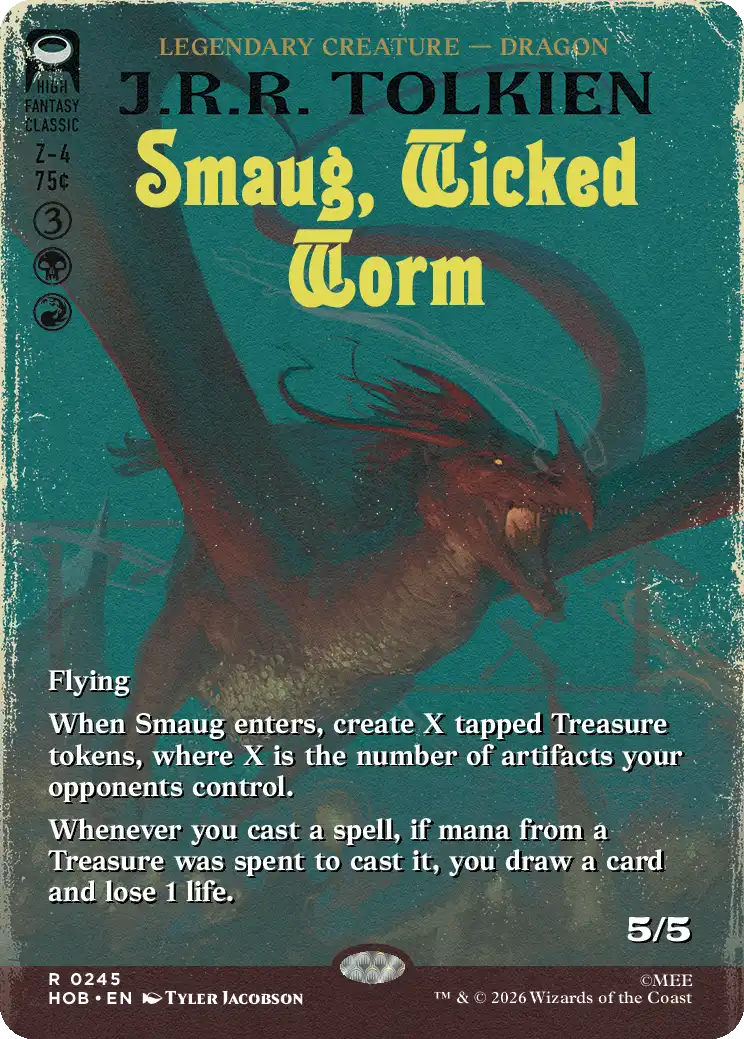 LEGENDARY CREATURE — DRAGON
J.R.R. TOLKIEN
HIGH
FANTASY
CLASSIC
Z-4
75¢
3
Smaug, Wicked
Worm
Flying
When Smaug enters, create X tapped Treasure
tokens, where X is the number of artifacts your
opponents control.
Whenever you cast a spell, if mana from a
Treasure was spent to cast it, you draw a card
and lose 1 life.
5/5
R 0245
HOB • EN Tyler Jacobson
©MEE
™ & © 2026 Wizards of the Coast